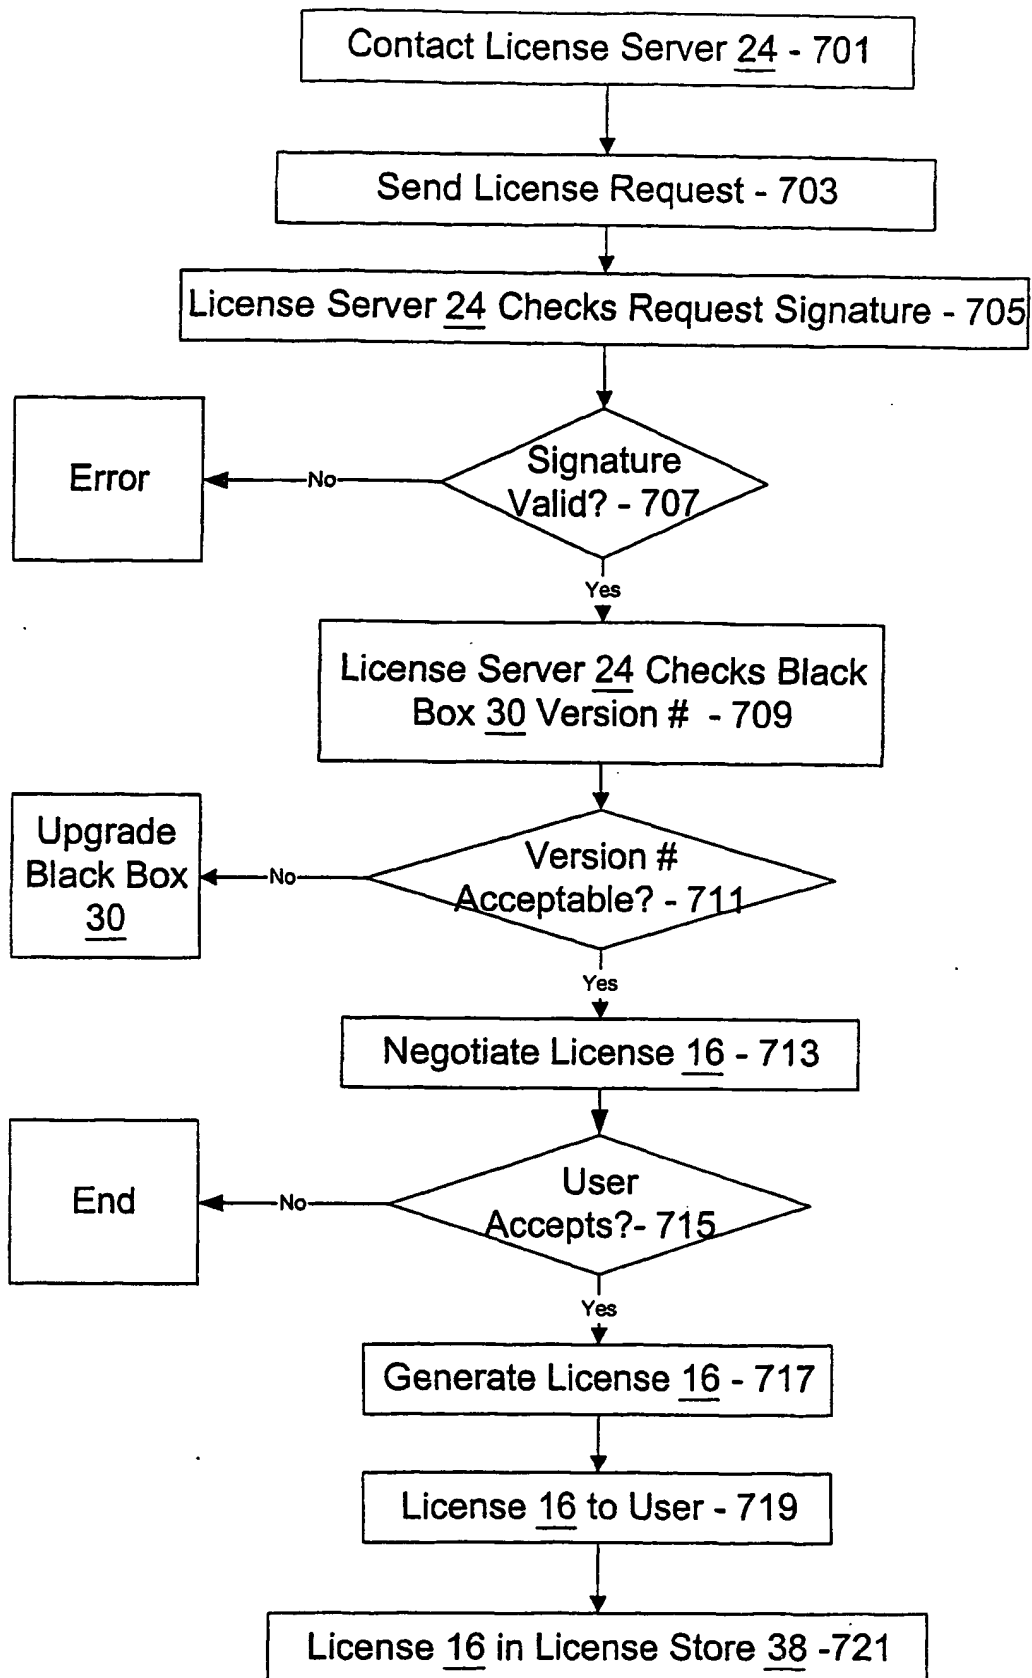 Contact License Server 24 - 701
Send License Request - 703
License Server 24 Checks Request Signature - 705
Signature
Valid? - 707
No
Error
Yes
License Server 24 Checks Black
Box 30 Version # - 709
Version #
Acceptable? - 711
No
Upgrade
Black Box
30
Yes
Negotiate License 16 - 713
User
Accepts?- 715
No
End
Yes
Generate License 16 - 717
License 16 to User - 719
License 16 in License Store 38 -721